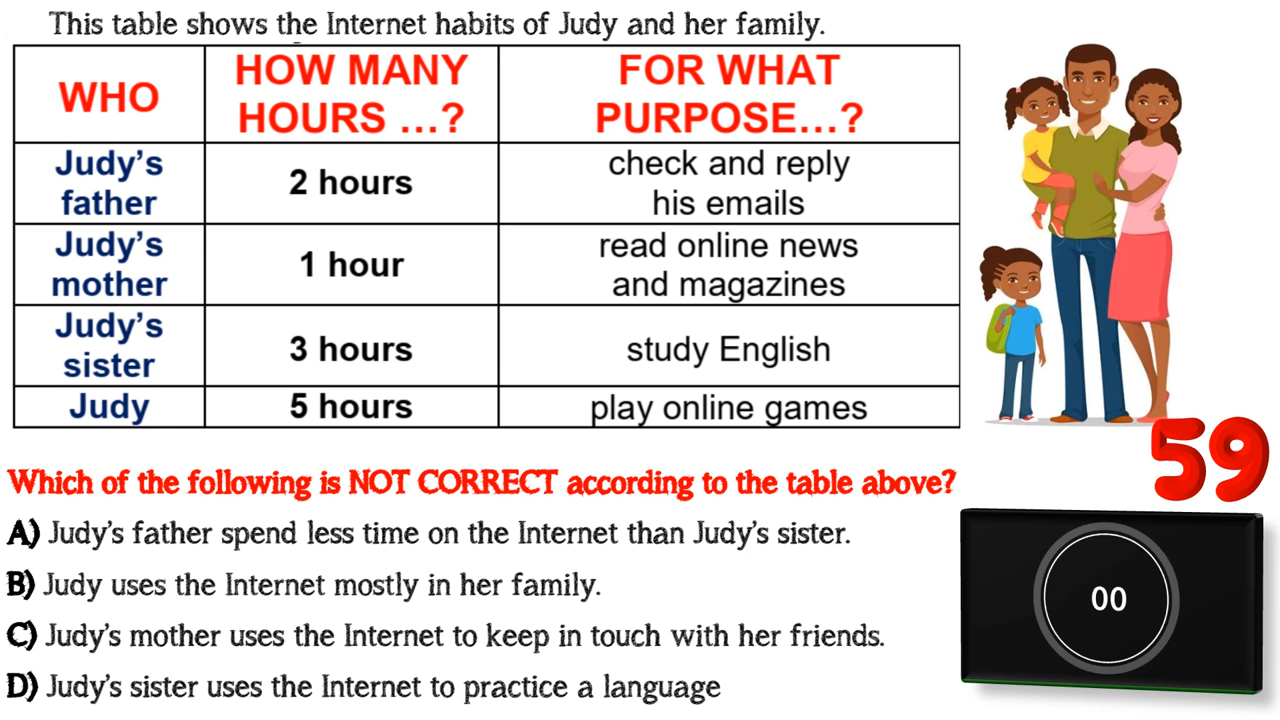 This table shows the Internet habits of Judy and her family.
WHO
HOW MANY
HOURS ...?
FOR WHAT
PURPOSE...?
Judy's
father
2 hours
check and reply
his emails
Judy's
mother
1 hour
read online news
and magazines
Judy's
sister
3 hours
study English
Judy
5 hours
play online games
59
Which of the following is NOT CORRECT according to the table above?
A) Judy's father spend less time on the Internet than Judy's sister.
B) Judy uses the Internet mostly in her family.
C) Judy's mother uses the Internet to keep in touch with her friends.
D) Judy's sister uses the Internet to practice a language
00